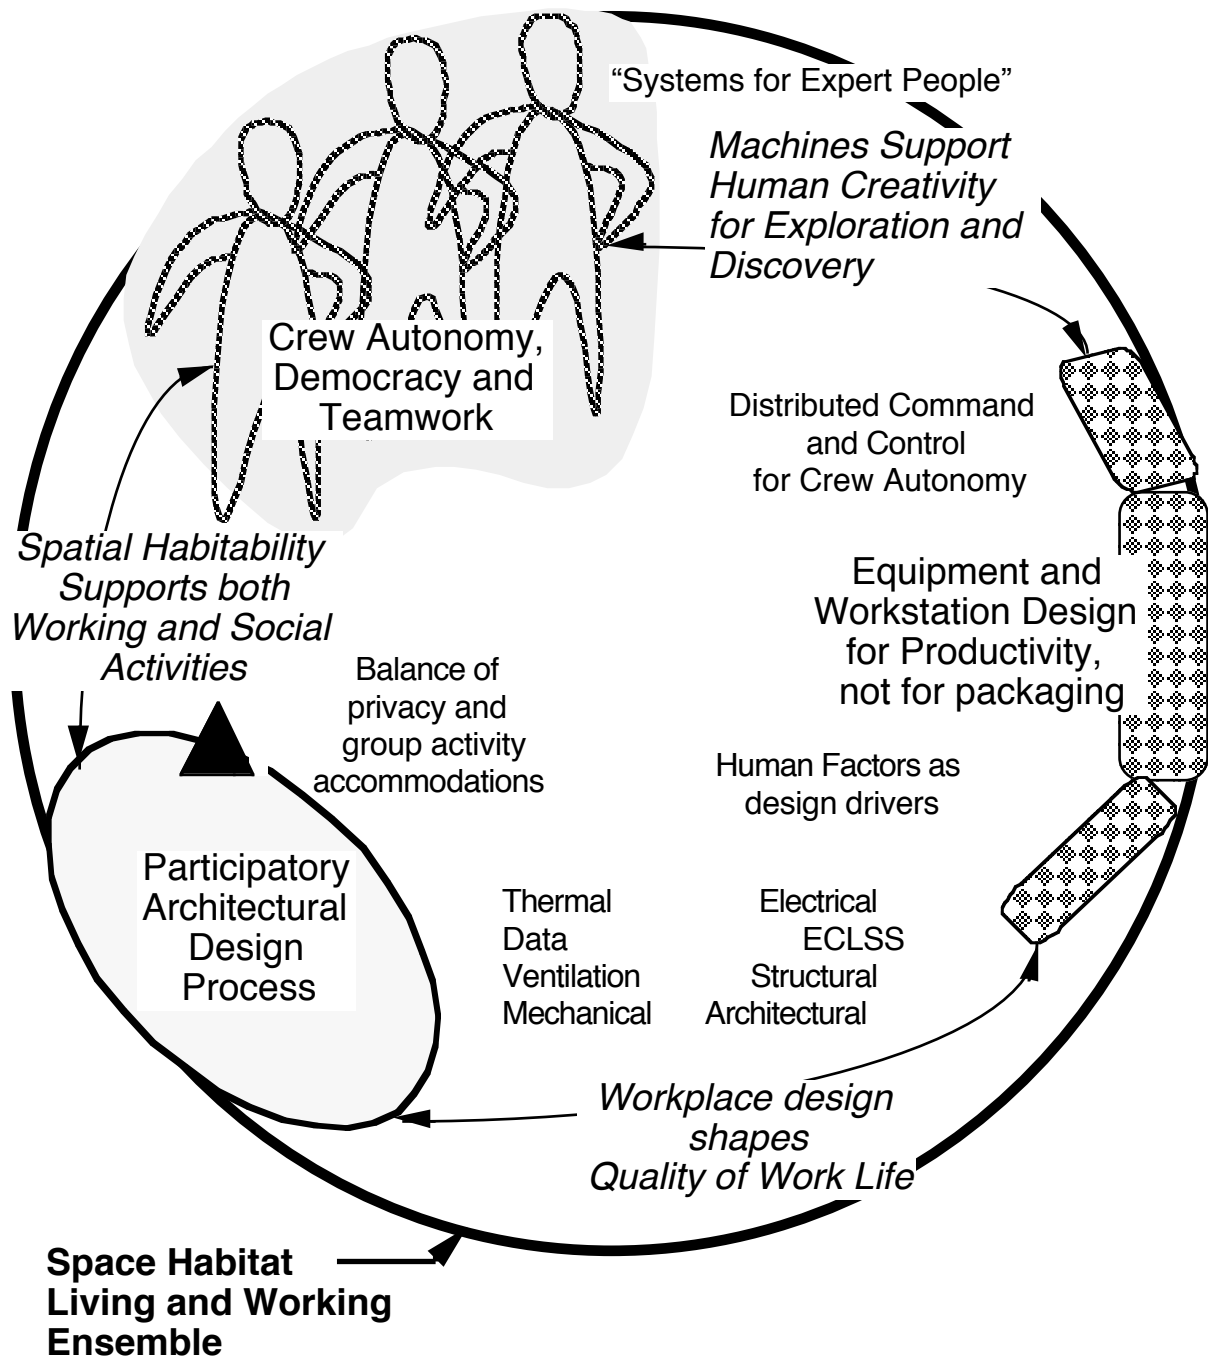 “Systems for Expert People”
Machines Support
Human Creativity
for Exploration and
Discovery
Crew Autonomy,
Democracy and
Teamwork
Distributed Command
and Control
for Crew Autonomy
Spatial Habitability
Supports both
Working and Social
Activities
Equipment and
Workstation Design
for Productivity,
not for packaging
Balance of
privacy and
group activity
accommodations
Human Factors as
design drivers
Participatory
Architectural
Design
Process
Thermal
Data
Ventilation
Mechanical
Electrical
ECLSS
Structural
Architectural
Workplace design
shapes
Quality of Work Life
Space Habitat
Living and Working
Ensemble